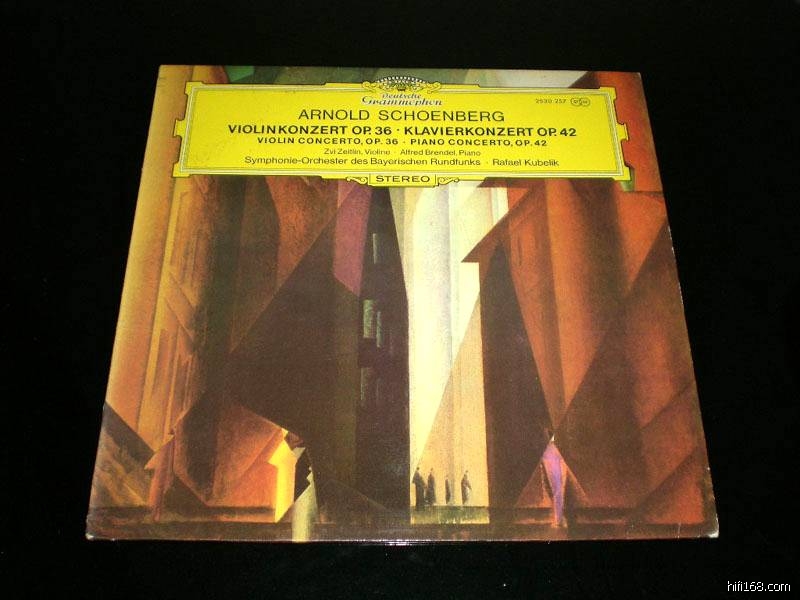 Deutsche
Grammophon
2530 257
ARNOLD SCHOENBERG
VIOLINKONZERT OP. 36 · KLAVIERKONZERT OP. 42
VIOLIN CONCERTO, OP. 36 · PIANO CONCERTO, OP. 42
Zvi Zeitlin, Violine · Alfred Brendel, Piano
Symphonie-Orchester des Bayerischen Rundfunks · Rafael Kubelik
STEREO
hifi168.com